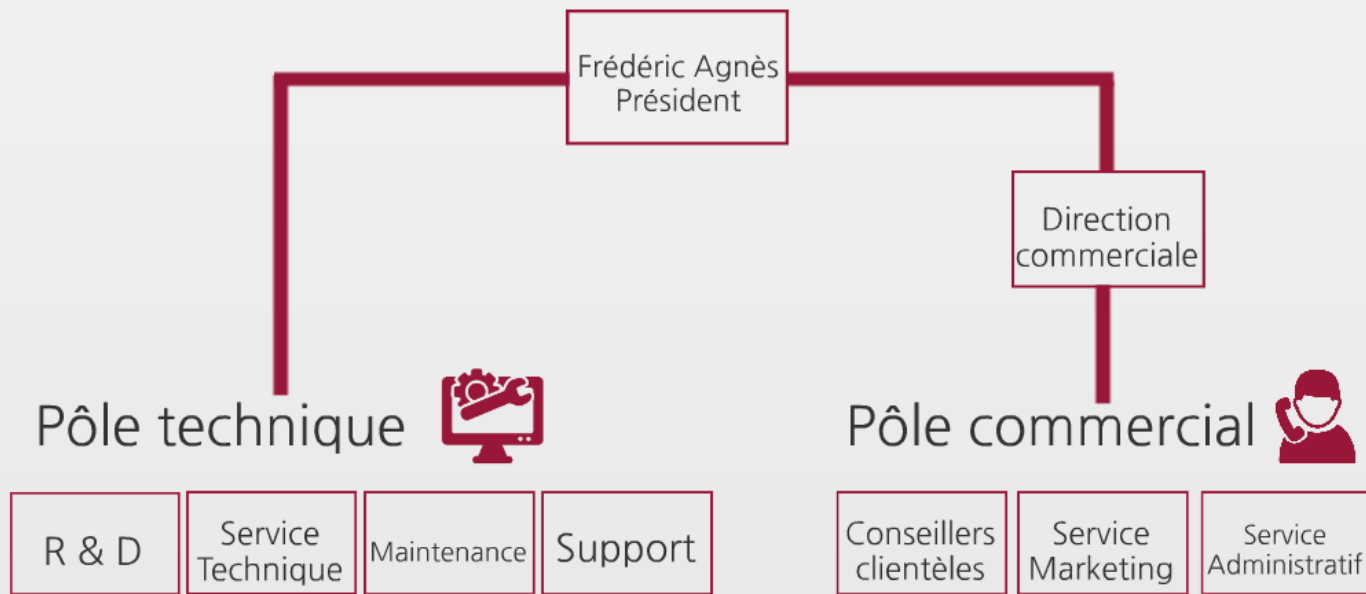 Frédéric Agnès
Président
Direction
commerciale
Pôle technique
Pôle commercial
R & D
Service
Technique
Maintenance
Support
Conseillers
clientèles
Service
Marketing
Service
Administratif